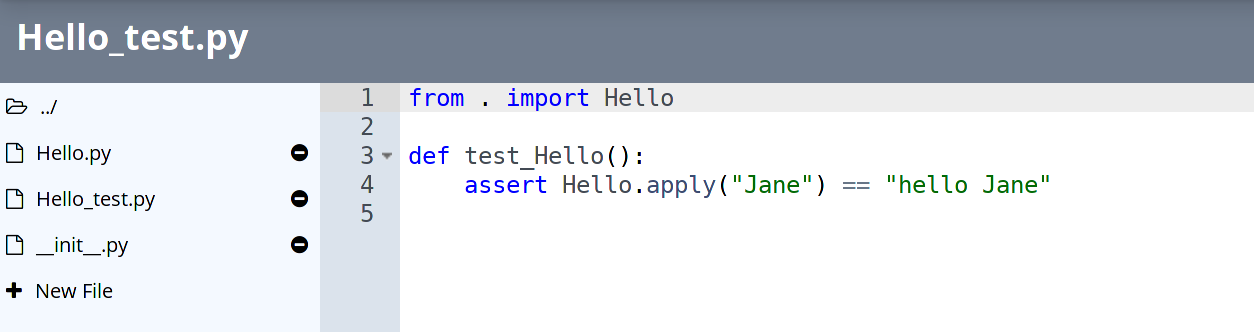 Hello_test.py
../
Hello.py
Hello_test.py
__init__.py
New File
1 from . import Hello
2
3 def test_Hello():
4     assert Hello.apply("Jane") == "hello Jane"
5